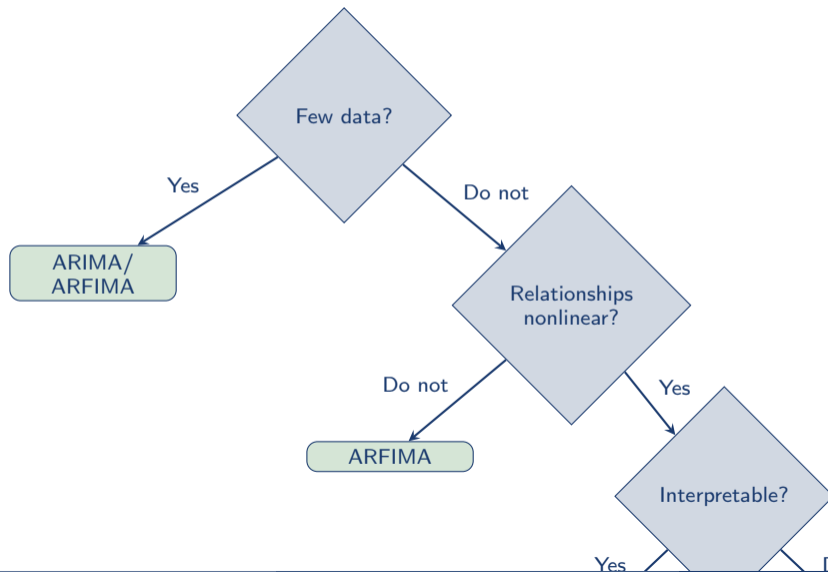 Few data?
Yes
Do not
ARIMA/
ARFIMA
Relationships
nonlinear?
Do not
Yes
ARFIMA
Interpretable?
Yes